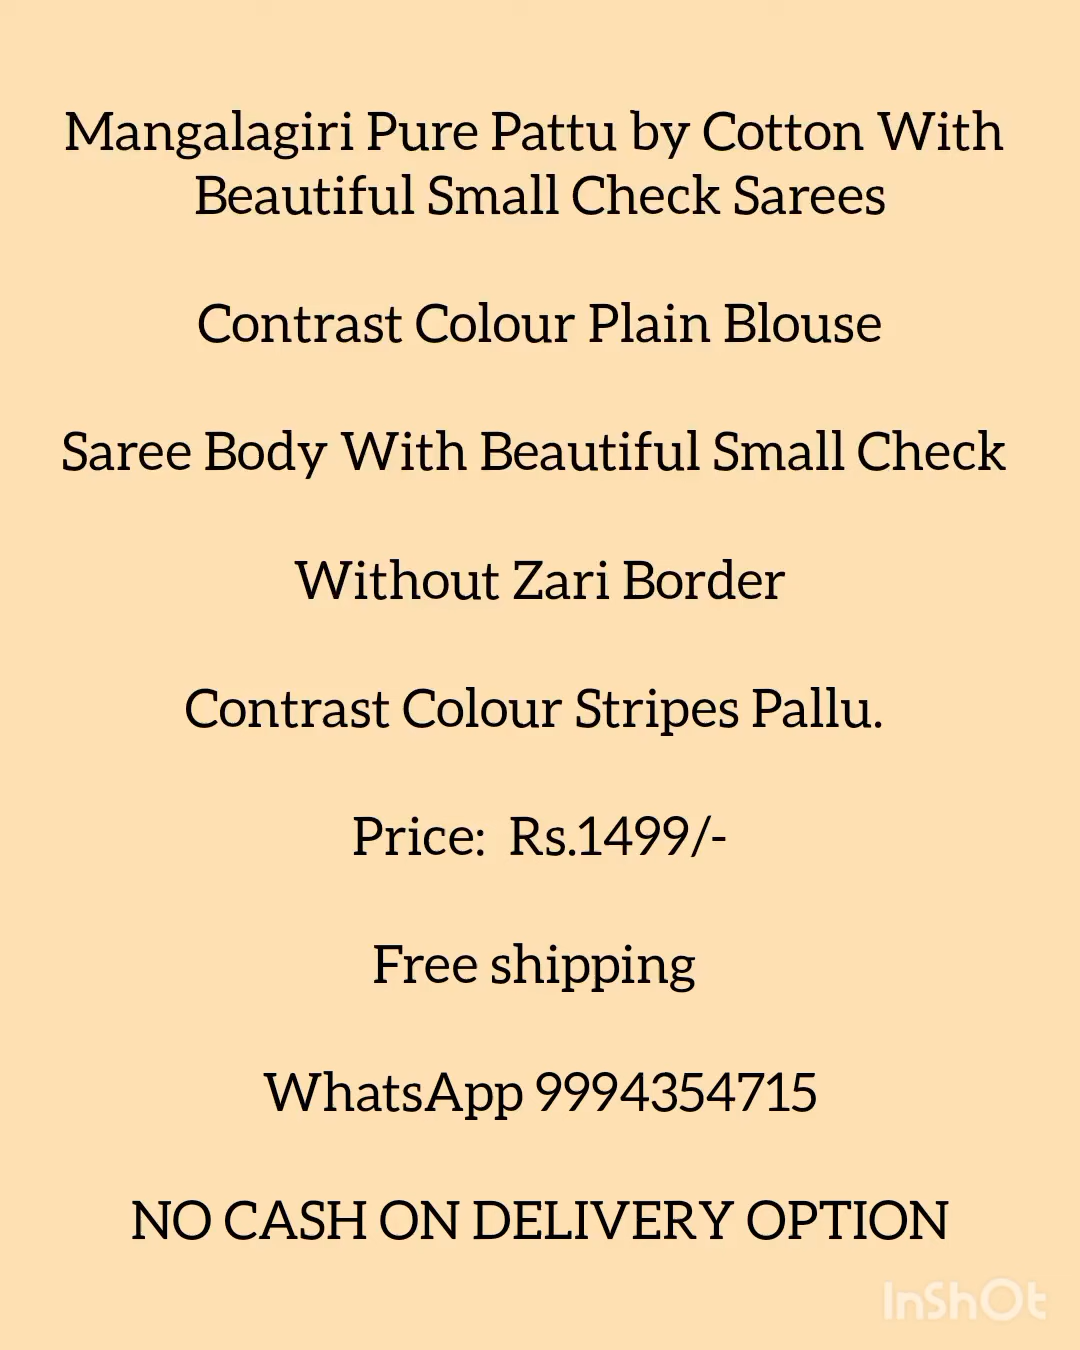 Mangalagiri Pure Pattu by Cotton With
Beautiful Small Check Sarees
Contrast Colour Plain Blouse
Saree Body With Beautiful Small Check
Without Zari Border
Contrast Colour Stripes Pallu.
Price:  Rs.1499/-
Free shipping
WhatsApp 9994354715
NO CASH ON DELIVERY OPTION
InShOt